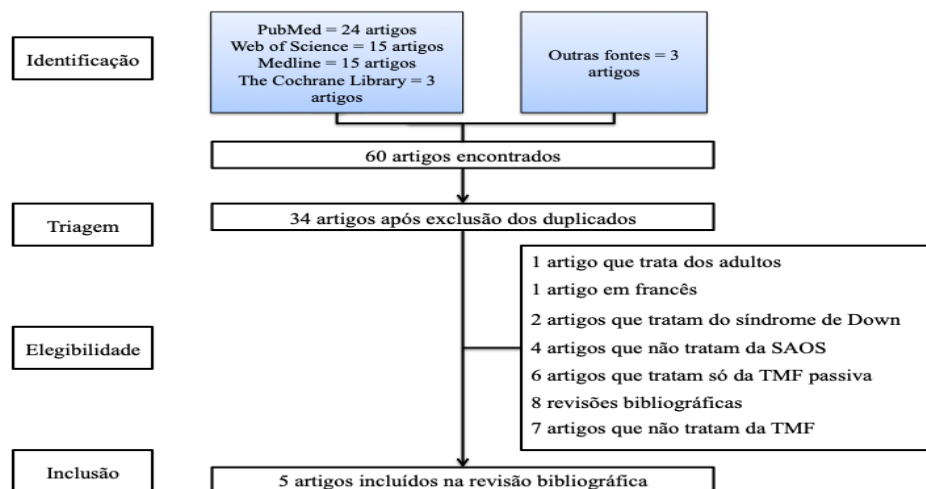 Identificação
PubMed = 24 artigos
Web of Science = 15 artigos
Medline = 15 artigos
The Cochrane Library = 3
artigos
Outras fontes = 3
artigos
60 artigos encontrados
Triagem
34 artigos após exclusão dos duplicados
Elegibilidade
1 artigo que trata dos adultos
1 artigo em francês
2 artigos que tratam do síndrome de Down
4 artigos que não tratam da SAOS
6 artigos que tratam só da TMF passiva
8 revisões bibliográficas
7 artigos que não tratam da TMF
Inclusão
5 artigos incluídos na revisão bibliográfica